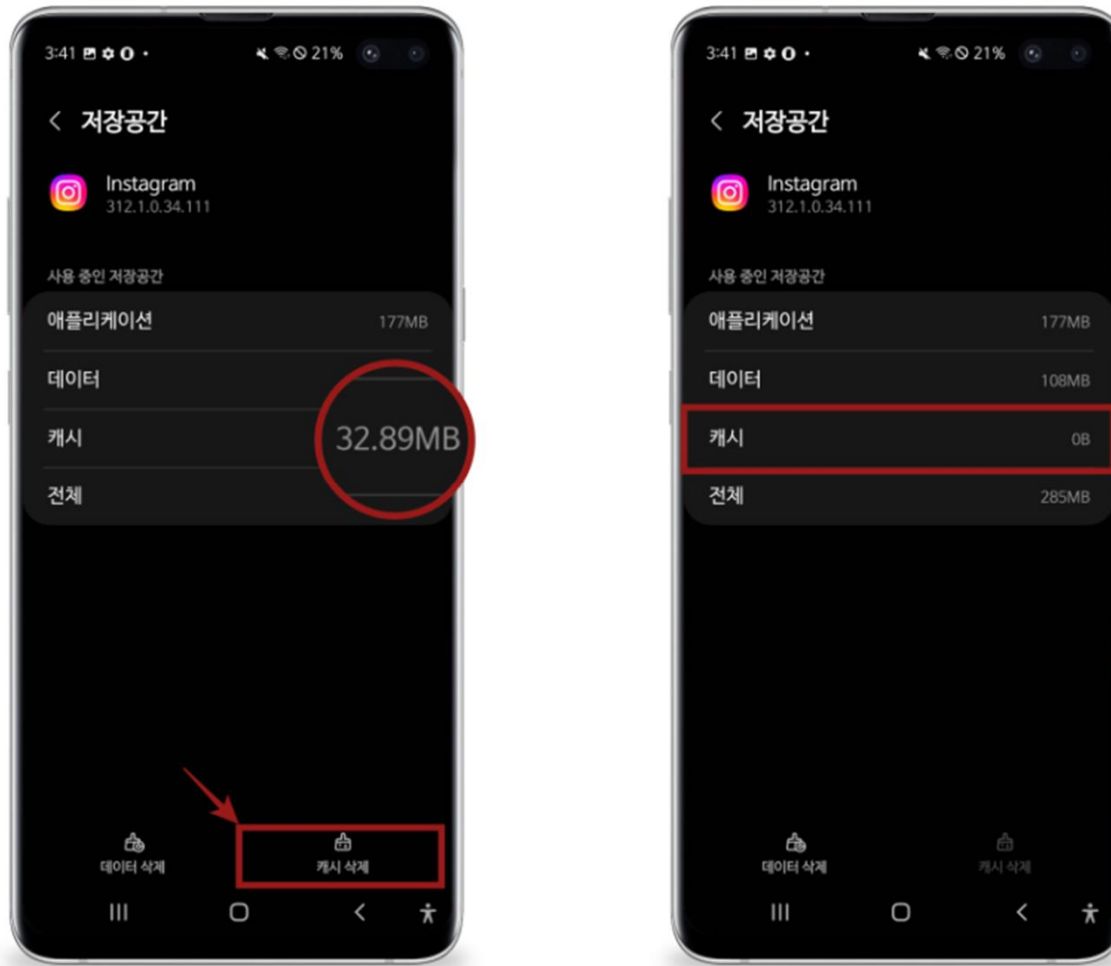 3:41 21%
저장공간
Instagram
312.1.0.34.111
사용 중인 저장공간
애플리케이션 177MB
데이터
캐시 32.89MB
전체
데이터 삭제 캐시 삭제
3:41 21%
저장공간
Instagram
312.1.0.34.111
사용 중인 저장공간
애플리케이션 177MB
데이터 108MB
캐시 0B
전체 285MB
데이터 삭제 캐시 삭제